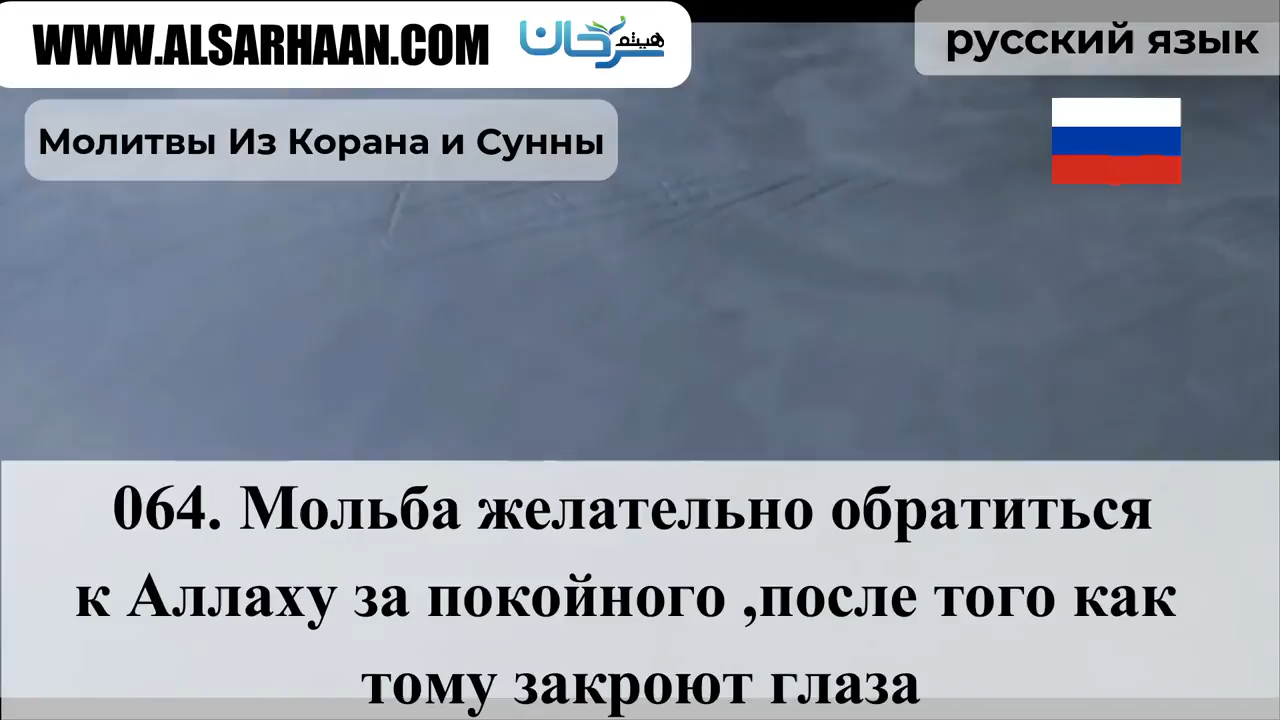 WWW.ALSARHAAN.COM
هيثم سرحان
русский язык
Молитвы Из Корана и Сунны
064. Мольба желательно обратиться
к Аллаху за покойного ,после того как
тому закроют глаза